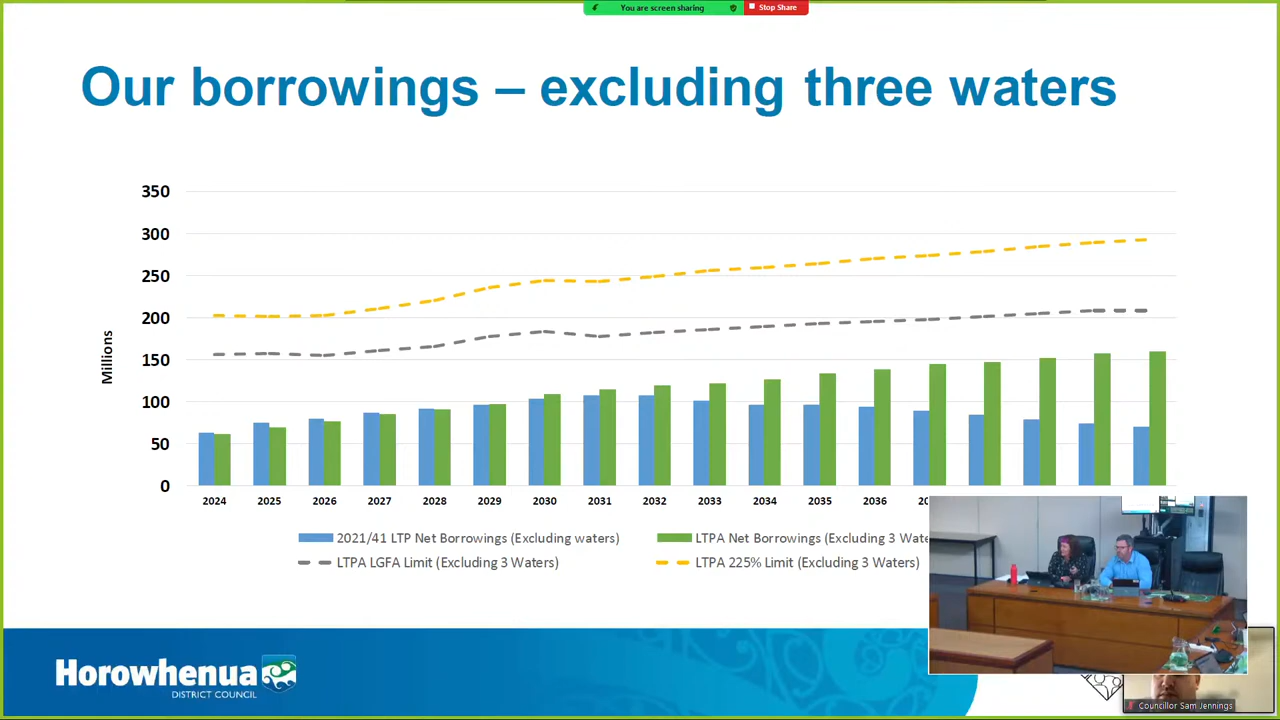 You are screen sharing
Stop Share
Our borrowings – excluding three waters
350
300
250
200
150
100
50
0
Millions
2024 2025 2026 2027 2028 2029 2030 2031 2032 2033 2034 2035 2036
2021/41 LTP Net Borrowings (Excluding waters)
LTPA Net Borrowings (Excluding 3
LTPA LGFA Limit (Excluding 3 Waters)
LTPA 225% Limit (Excluding 3 Waters)
Horowhenua
DISTRICT COUNCIL
Councillor Sam Jennings